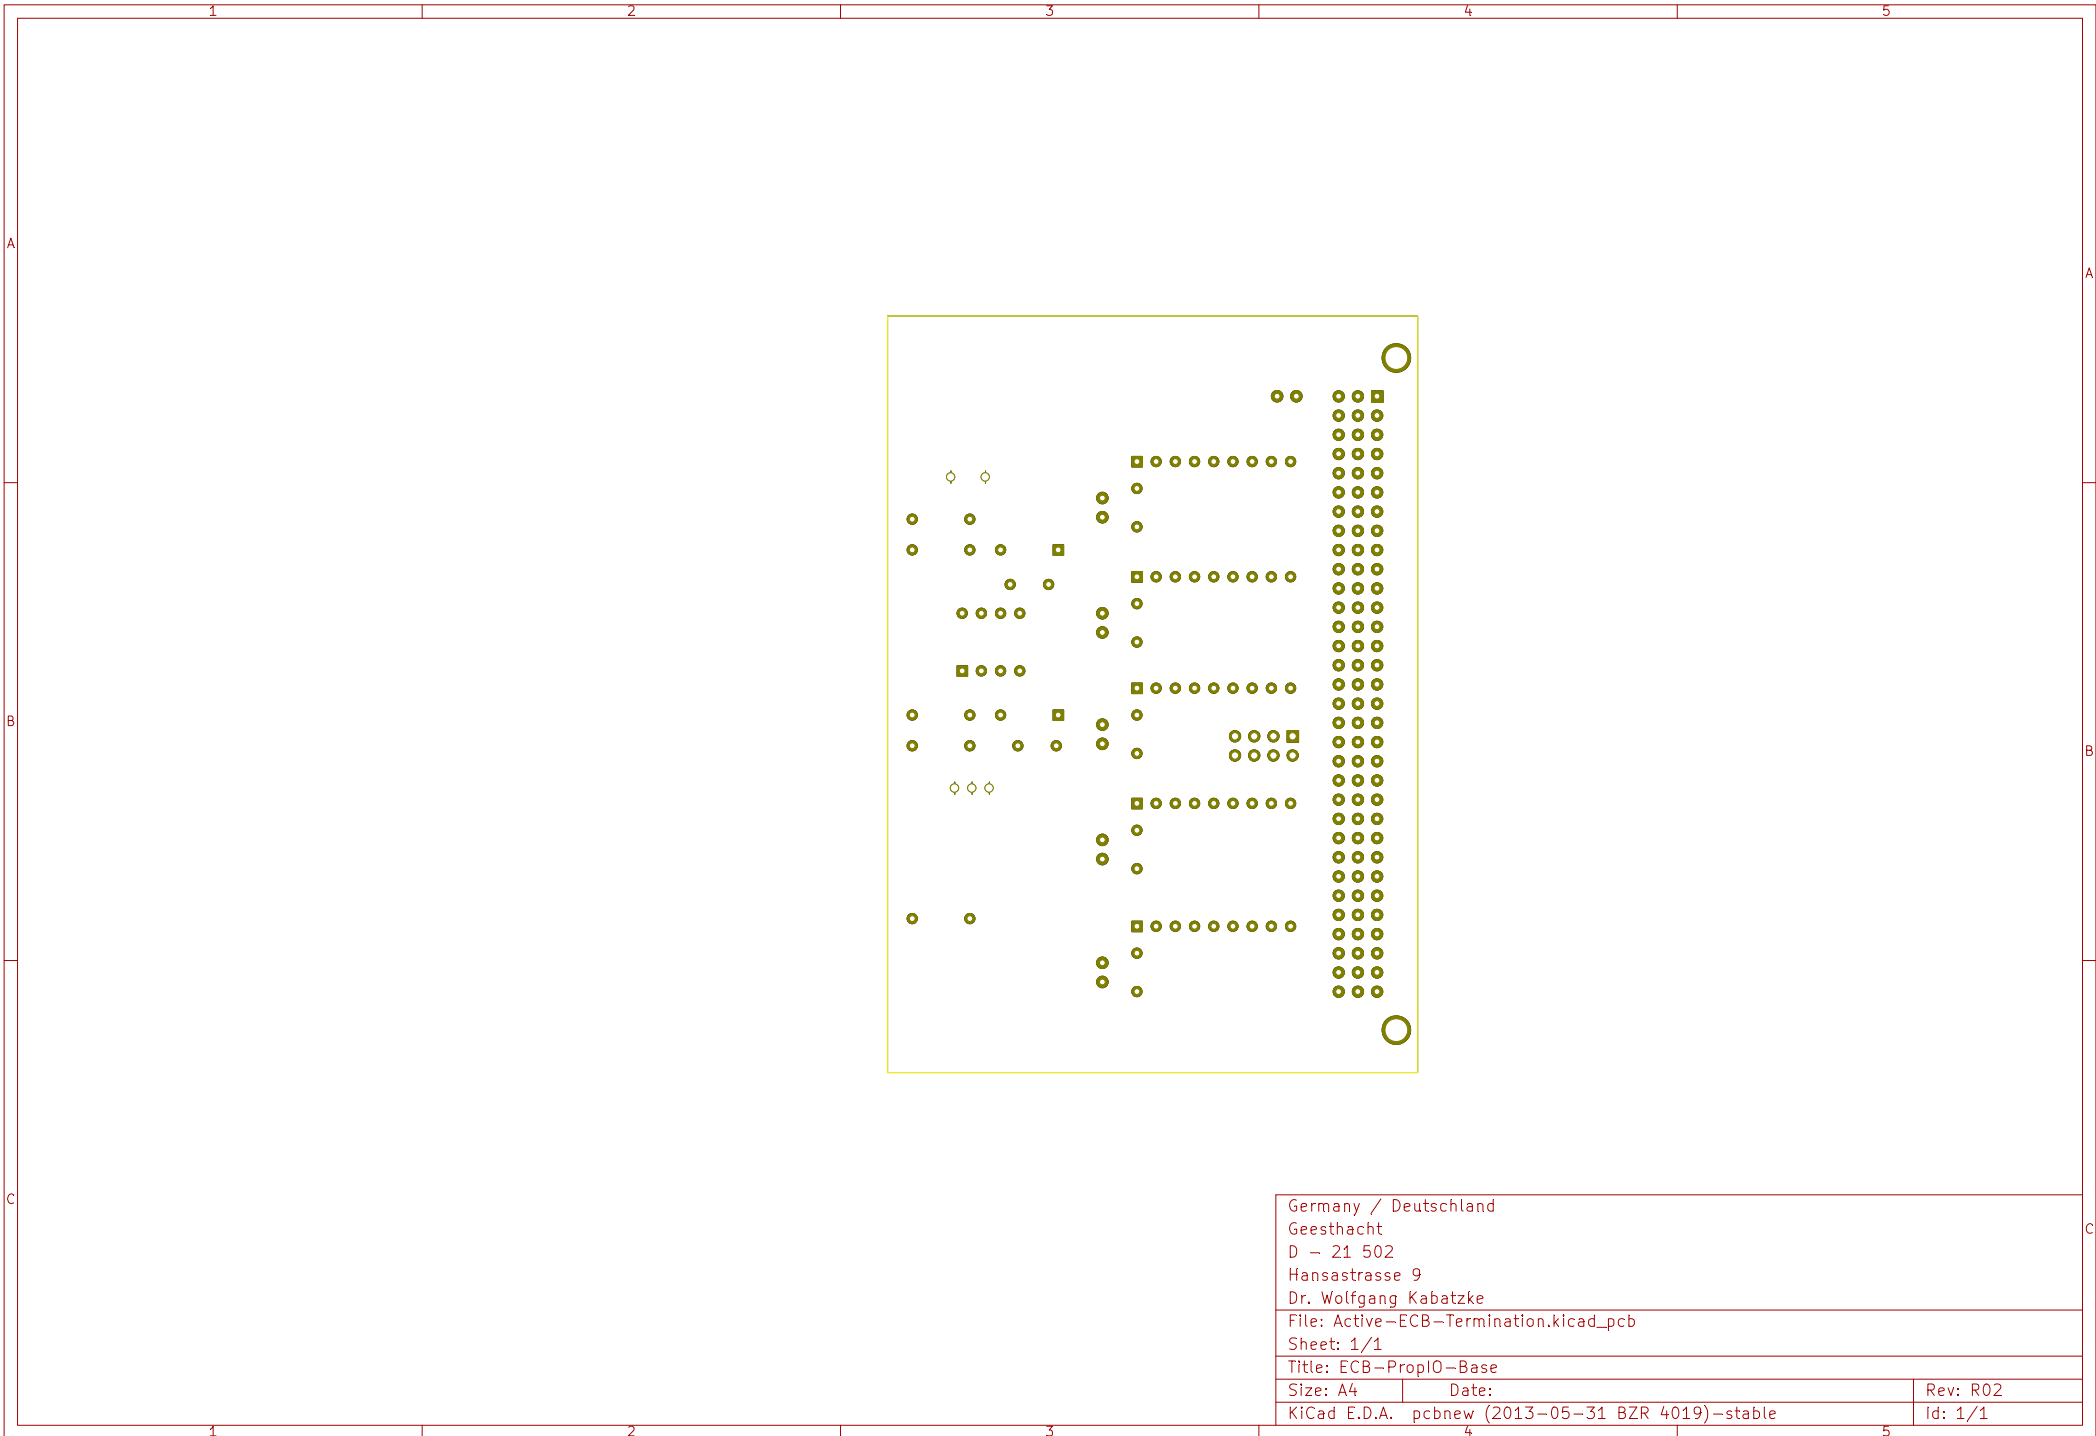 1 2 3 4 5
A A
B B
C C
Germany / Deutschland
Geesthacht
D - 21 502
Hansastrasse 9
Dr. Wolfgang Kabatzke
File: Active-ECB-Termination.kicad_pcb
Sheet: 1/1
Title: ECB-PropIO-Base
Size: A4 Date: Rev: R02
KiCad E.D.A. pcbnew (2013-05-31 BZR 4019)-stable Id: 1/1
1 2 3 4 5